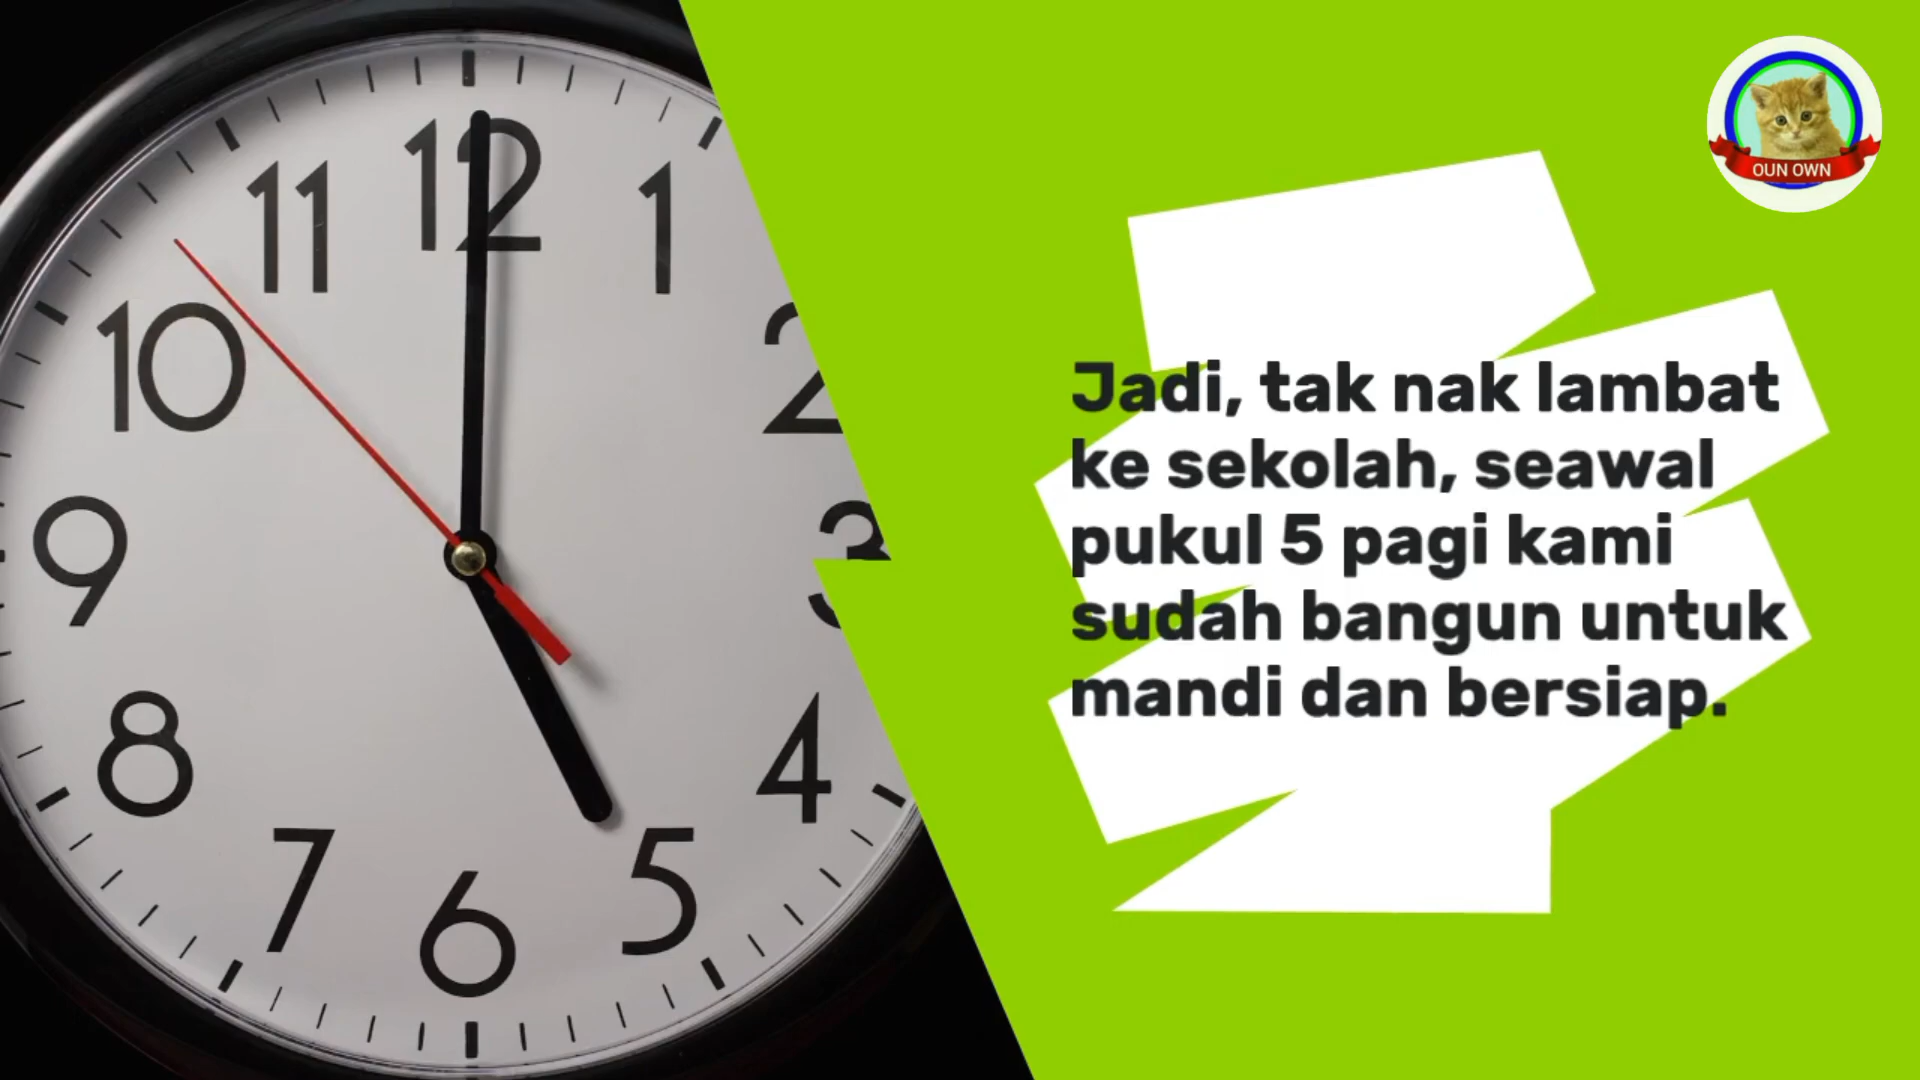 12
11
1
10
2
9
3
8
4
7
5
6
OUN OWN
Jadi, tak nak lambat
ke sekolah, seawal
pukul 5 pagi kami
sudah bangun untuk
mandi dan bersiap.